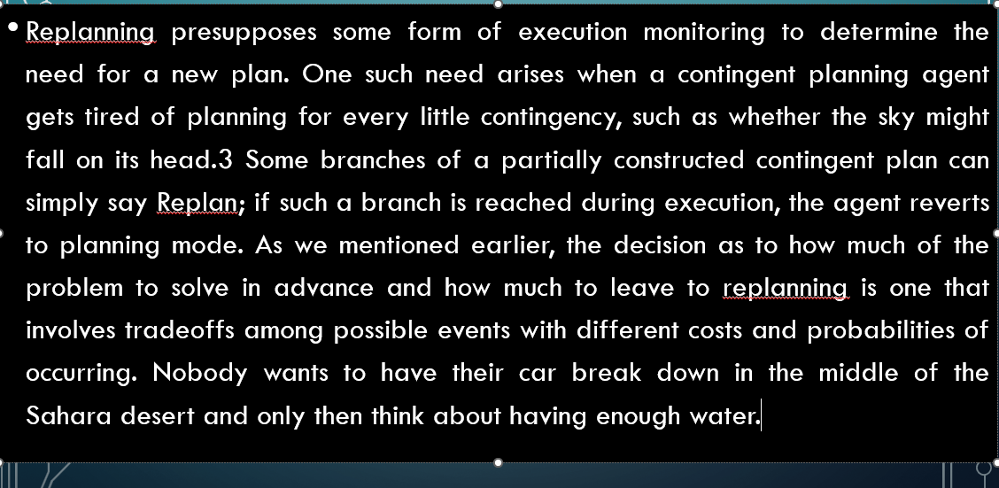 • Replanning presupposes some form of execution monitoring to determine the
need for a new plan. One such need arises when a contingent planning agent
gets tired of planning for every little contingency, such as whether the sky might
fall on its head.3 Some branches of a partially constructed contingent plan can
simply say Replan; if such a branch is reached during execution, the agent reverts
to planning mode. As we mentioned earlier, the decision as to how much of the
problem to solve in advance and how much to leave to replanning is one that
involves tradeoffs among possible events with different costs and probabilities of
occurring. Nobody wants to have their car break down in the middle of the
Sahara desert and only then think about having enough water.